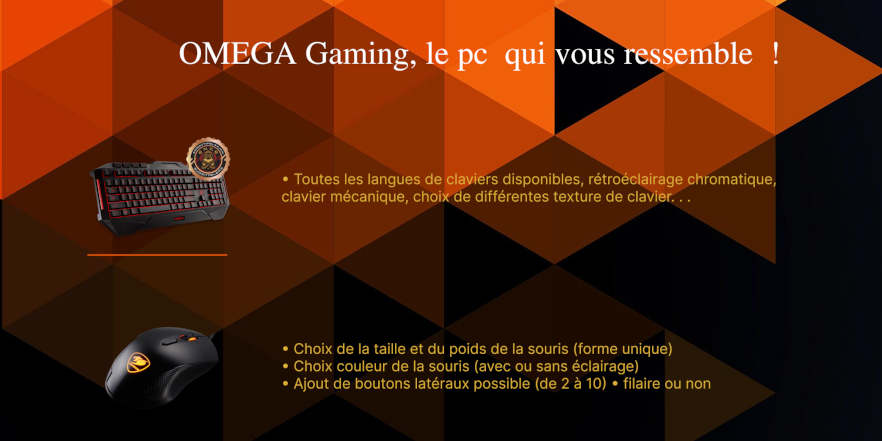 OMEGA Gaming, le pc qui vous ressemble !
• Toutes les langues de claviers disponibles, rétroéclairage chromatique,
clavier mécanique, choix de différentes texture de clavier. . .
• Choix de la taille et du poids de la souris (forme unique)
• Choix couleur de la souris (avec ou sans éclairage)
• Ajout de boutons latéraux possible (de 2 à 10) • filaire ou non